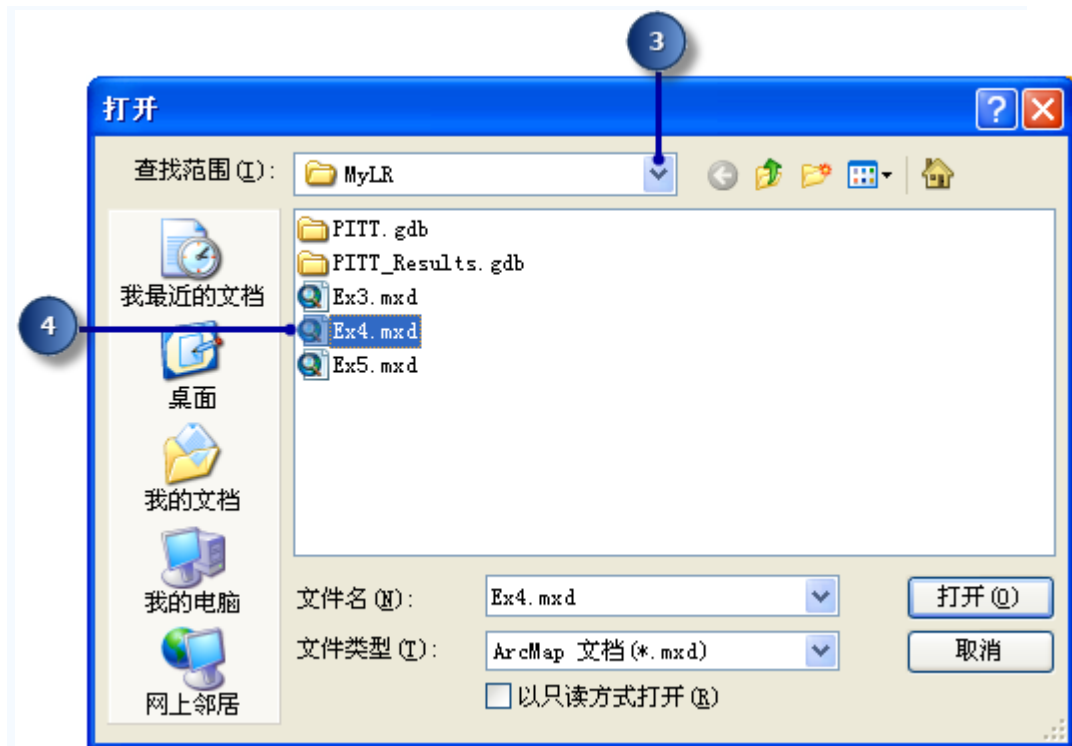 3
打开
查找范围(I):
MyLR
PITT.gdb
PITT_Results.gdb
Ex3.mxd
4
Ex4.mxd
Ex5.mxd
我最近的文档
桌面
我的文档
我的电脑
网上邻居
文件名(N):
Ex4.mxd
打开(O)
文件类型(T):
ArcMap 文档(*.mxd)
取消
以只读方式打开(R)